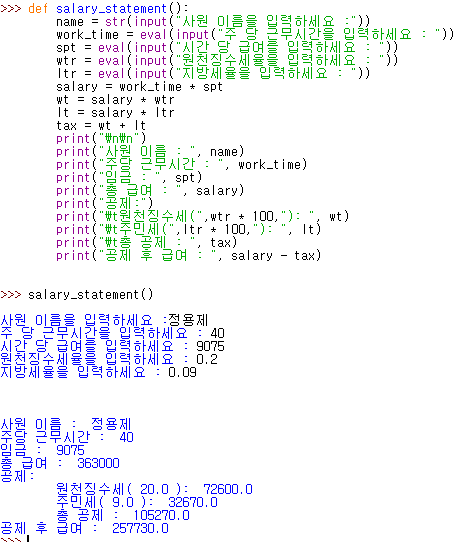 >>> def salary_statement():
        name = str(input("사원 이름을 입력하세요 :"))
        work_time = eval(input("주 당 근무시간을 입력하세요 : "))
        spt = eval(input("시간 당 급여를 입력하세요 : "))
        wtr = eval(input("원천징수세율을 입력하세요 : "))
        ltr = eval(input("지방세율을 입력하세요 : "))
        salary = work_time * spt
        wt = salary * wtr
        lt = salary * ltr
        tax = wt + lt
        print("₩n₩n")
        print("사원 이름 : ", name)
        print("주당 근무시간 : ", work_time)
        print("임금 : ", spt)
        print("총 급여 : ", salary)
        print("공제:")
        print("₩t원천징수세(",wtr * 100,"): ", wt)
        print("₩t주민세(",ltr * 100,"): ", lt)
        print("₩t총 공제 : ", tax)
        print("공제 후 급여 : ", salary - tax)
>>> salary_statement()
사원 이름을 입력하세요 :정용제
주 당 근무시간을 입력하세요 : 40
시간 당 급여를 입력하세요 : 9075
원천징수세율을 입력하세요 : 0.2
지방세율을 입력하세요 : 0.09
사원 이름 :  정용제
주당 근무시간 :  40
임금 :  9075
총 급여 :  363000
공제:
        원천징수세( 20.0 ):  72600.0
        주민세( 9.0 ):  32670.0
        총 공제 :  105270.0
공제 후 급여 :  257730.0
>>>